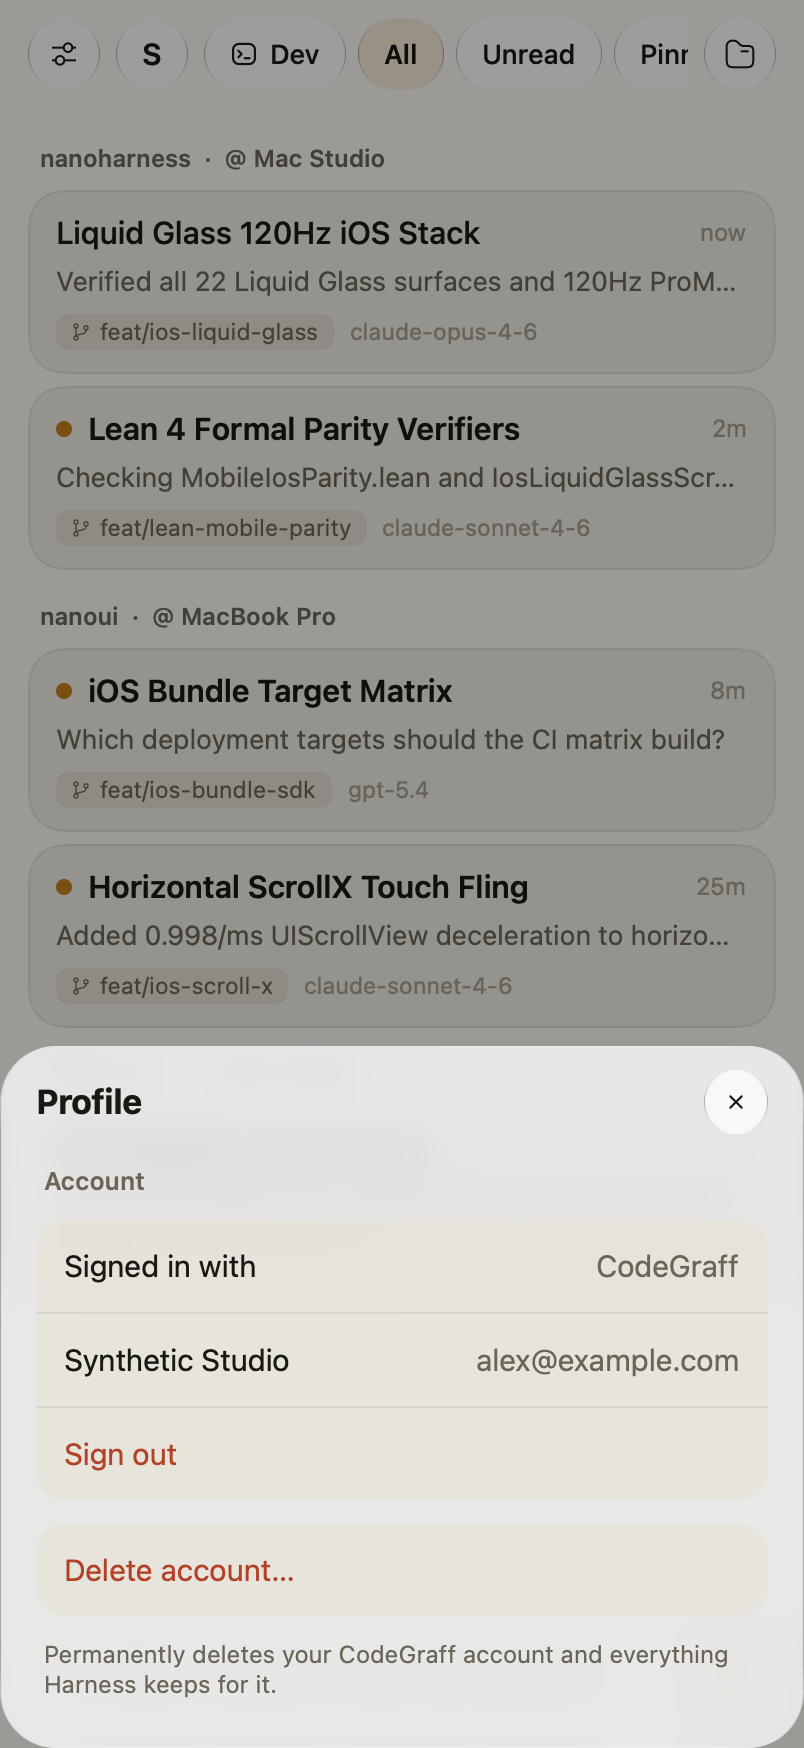 S
Dev
All
Unread
Pinr
nanoharness · @ Mac Studio
Liquid Glass 120Hz iOS Stack
now
Verified all 22 Liquid Glass surfaces and 120Hz ProM...
feat/ios-liquid-glass
claude-opus-4-6
Lean 4 Formal Parity Verifiers
2m
Checking MobileIosParity.lean and IosLiquidGlassScr...
feat/lean-mobile-parity
claude-sonnet-4-6
nanoui · @ MacBook Pro
iOS Bundle Target Matrix
8m
Which deployment targets should the CI matrix build?
feat/ios-bundle-sdk
gpt-5.4
Horizontal ScrollX Touch Fling
25m
Added 0.998/ms UIScrollView deceleration to horizo...
feat/ios-scroll-x
claude-sonnet-4-6
Profile
Account
Signed in with
CodeGraff
Synthetic Studio
alex@example.com
Sign out
Delete account...
Permanently deletes your CodeGraff account and everything
Harness keeps for it.